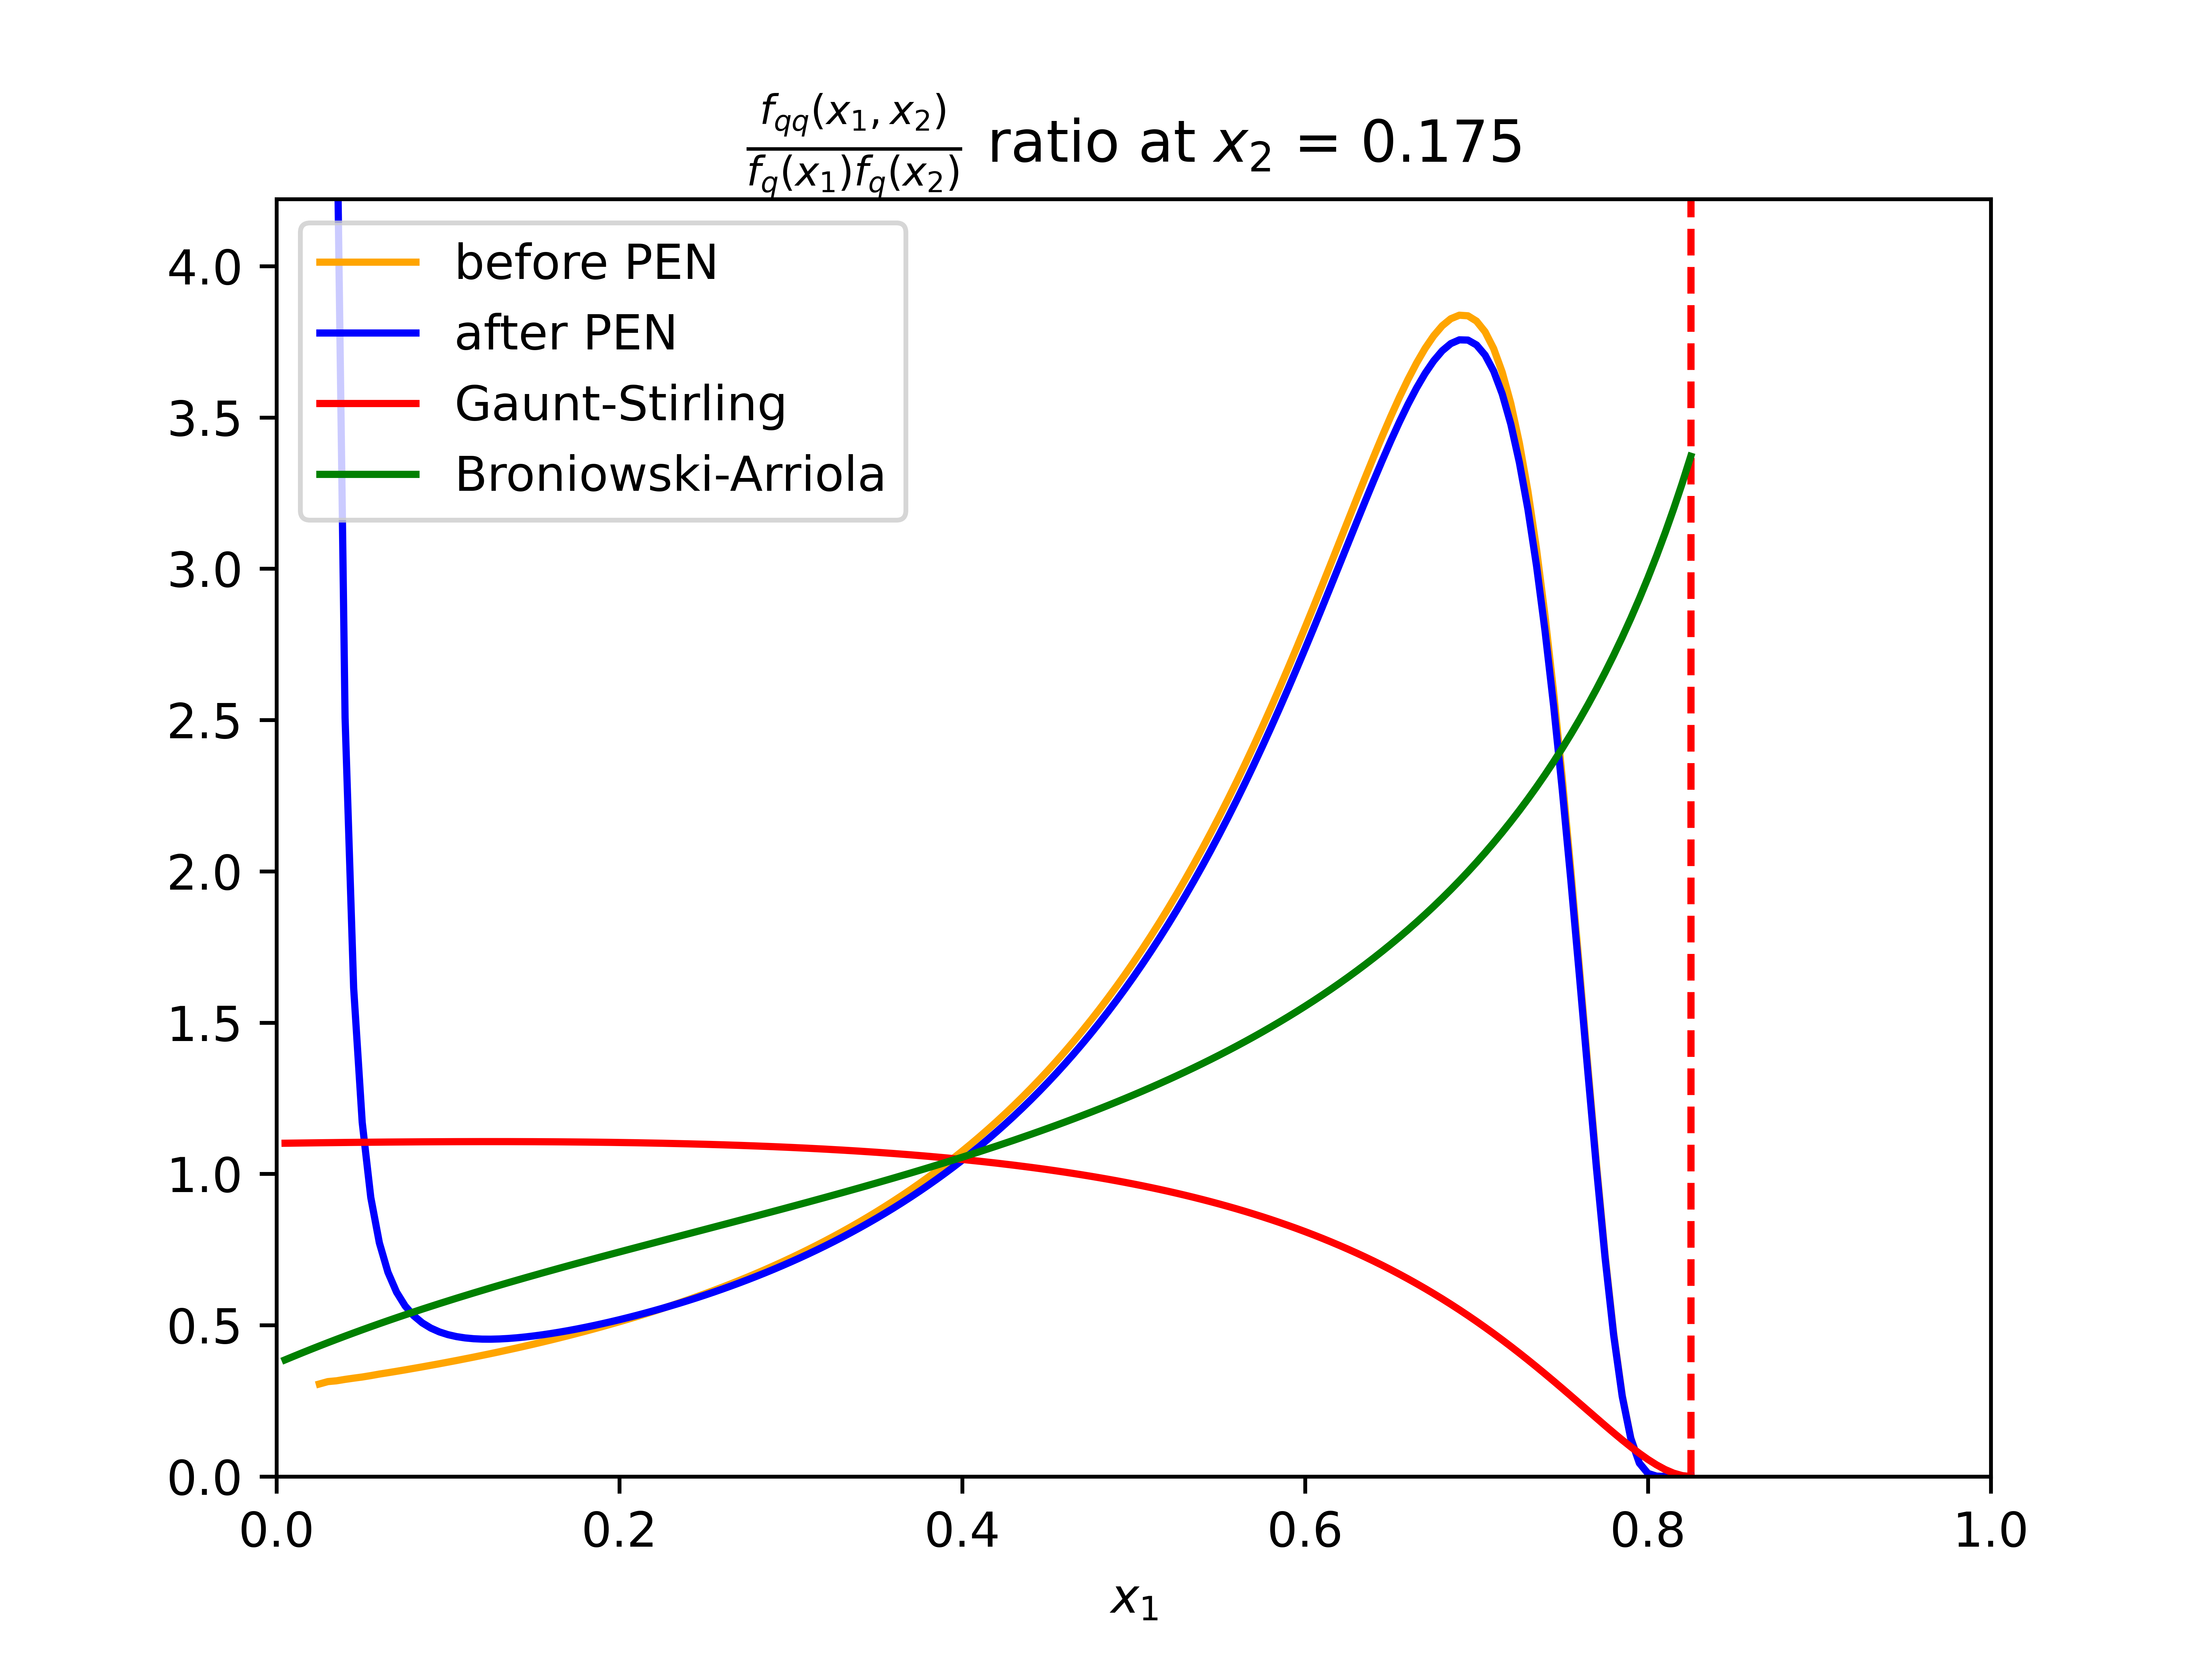 f_qq(x_1, x_2)
f_q(x_1)f_q(x_2)
ratio at x_2 = 0.175
before PEN
after PEN
Gaunt-Stirling
Broniowski-Arriola
4.0
3.5
3.0
2.5
2.0
1.5
1.0
0.5
0.0
0.0 0.2 0.4 0.6 0.8 1.0
x_1